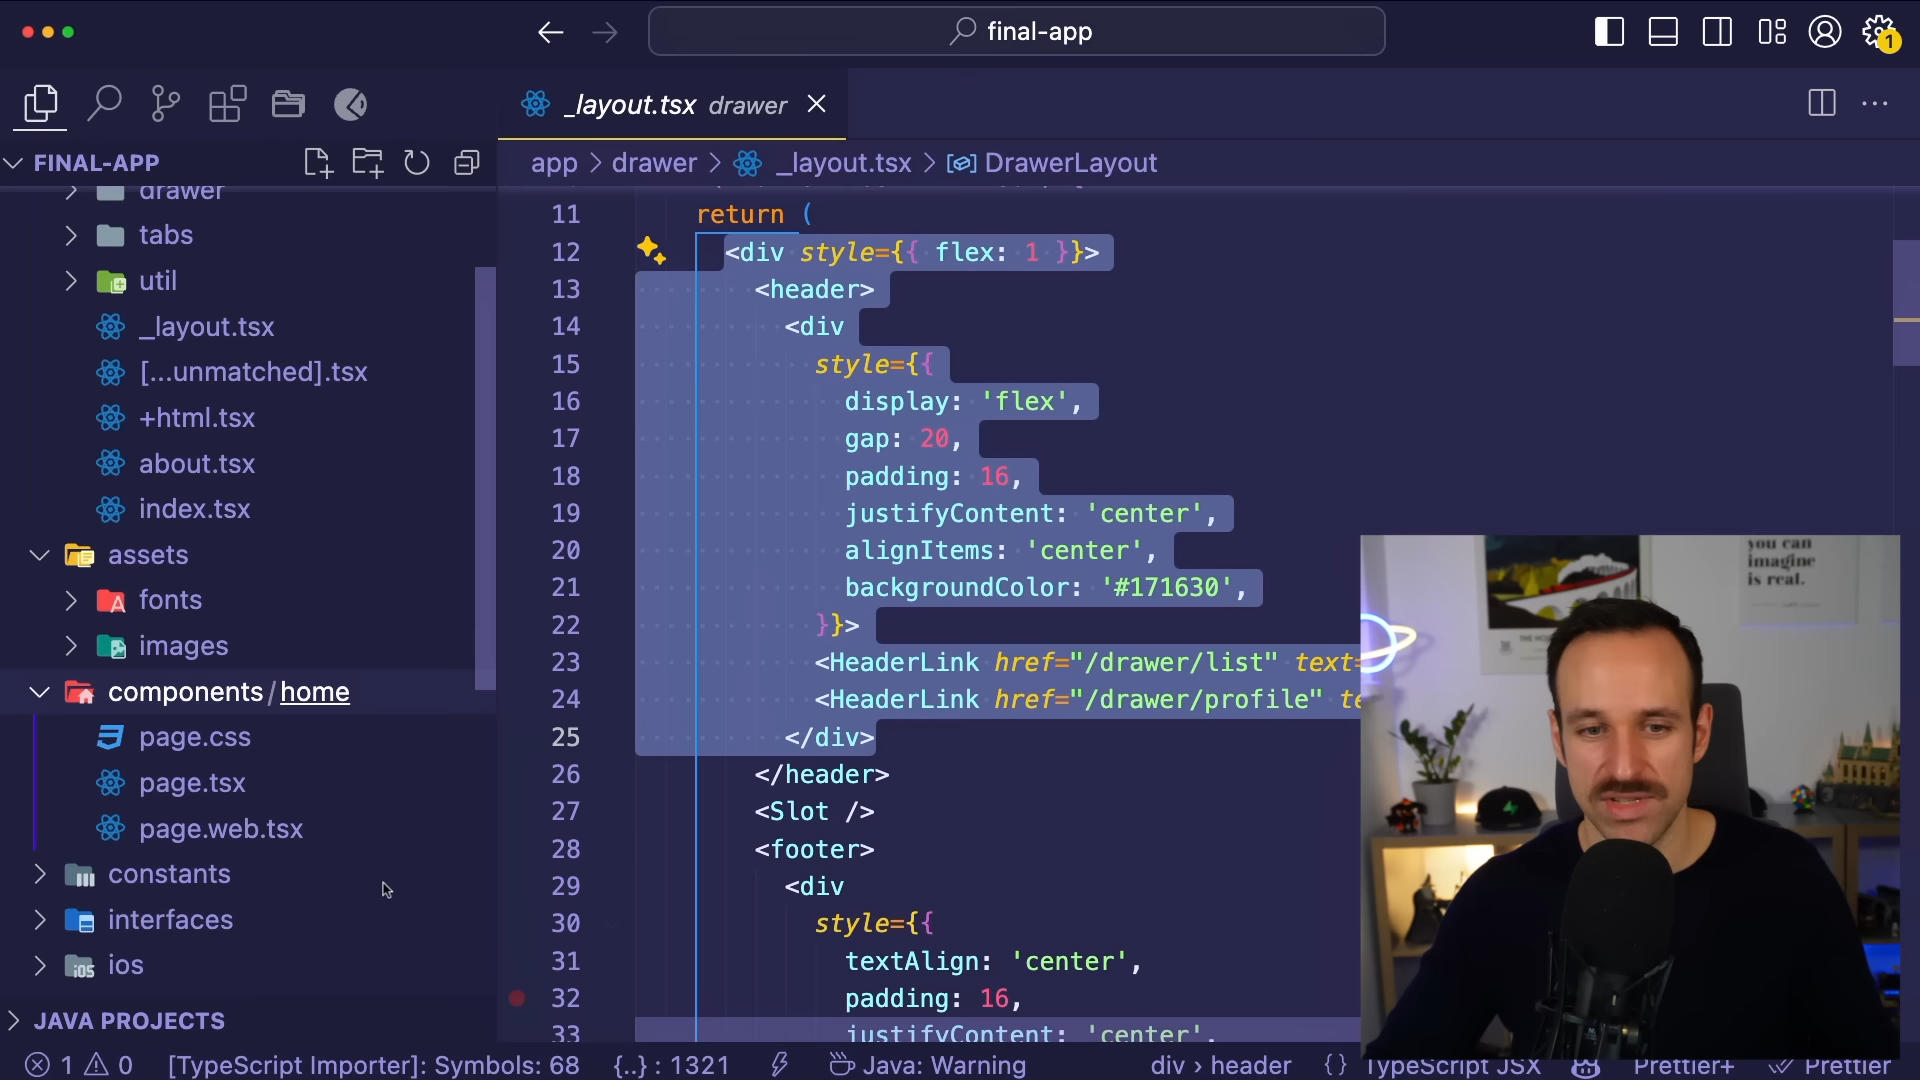 final-app
1
_layout.tsx drawer
FINAL-APP
app > drawer > _layout.tsx > DrawerLayout
drawer
tabs
util
_layout.tsx
[...unmatched].tsx
+html.tsx
about.tsx
index.tsx
assets
fonts
images
components/home
page.css
page.tsx
page.web.tsx
constants
interfaces
ios
JAVA PROJECTS
11 return (
12 <div style={{ flex: 1 }}>
13 <header>
14 <div
15 style={{
16 display: 'flex',
17 gap: 20,
18 padding: 16,
19 justifyContent: 'center',
20 alignItems: 'center',
21 backgroundColor: '#171630',
22 }}>
23 <HeaderLink href="/drawer/list" text=
24 <HeaderLink href="/drawer/profile" te
25 </div>
26 </header>
27 <Slot />
28 <footer>
29 <div
30 style={{
31 textAlign: 'center',
32 padding: 16,
33 justifyContent: 'center',
you can
imagine
is real.
1 0 [TypeScript Importer]: Symbols: 68 {..} : 1321 Java: Warning div › header {} TypeScript JSX Prettier+ Prettier